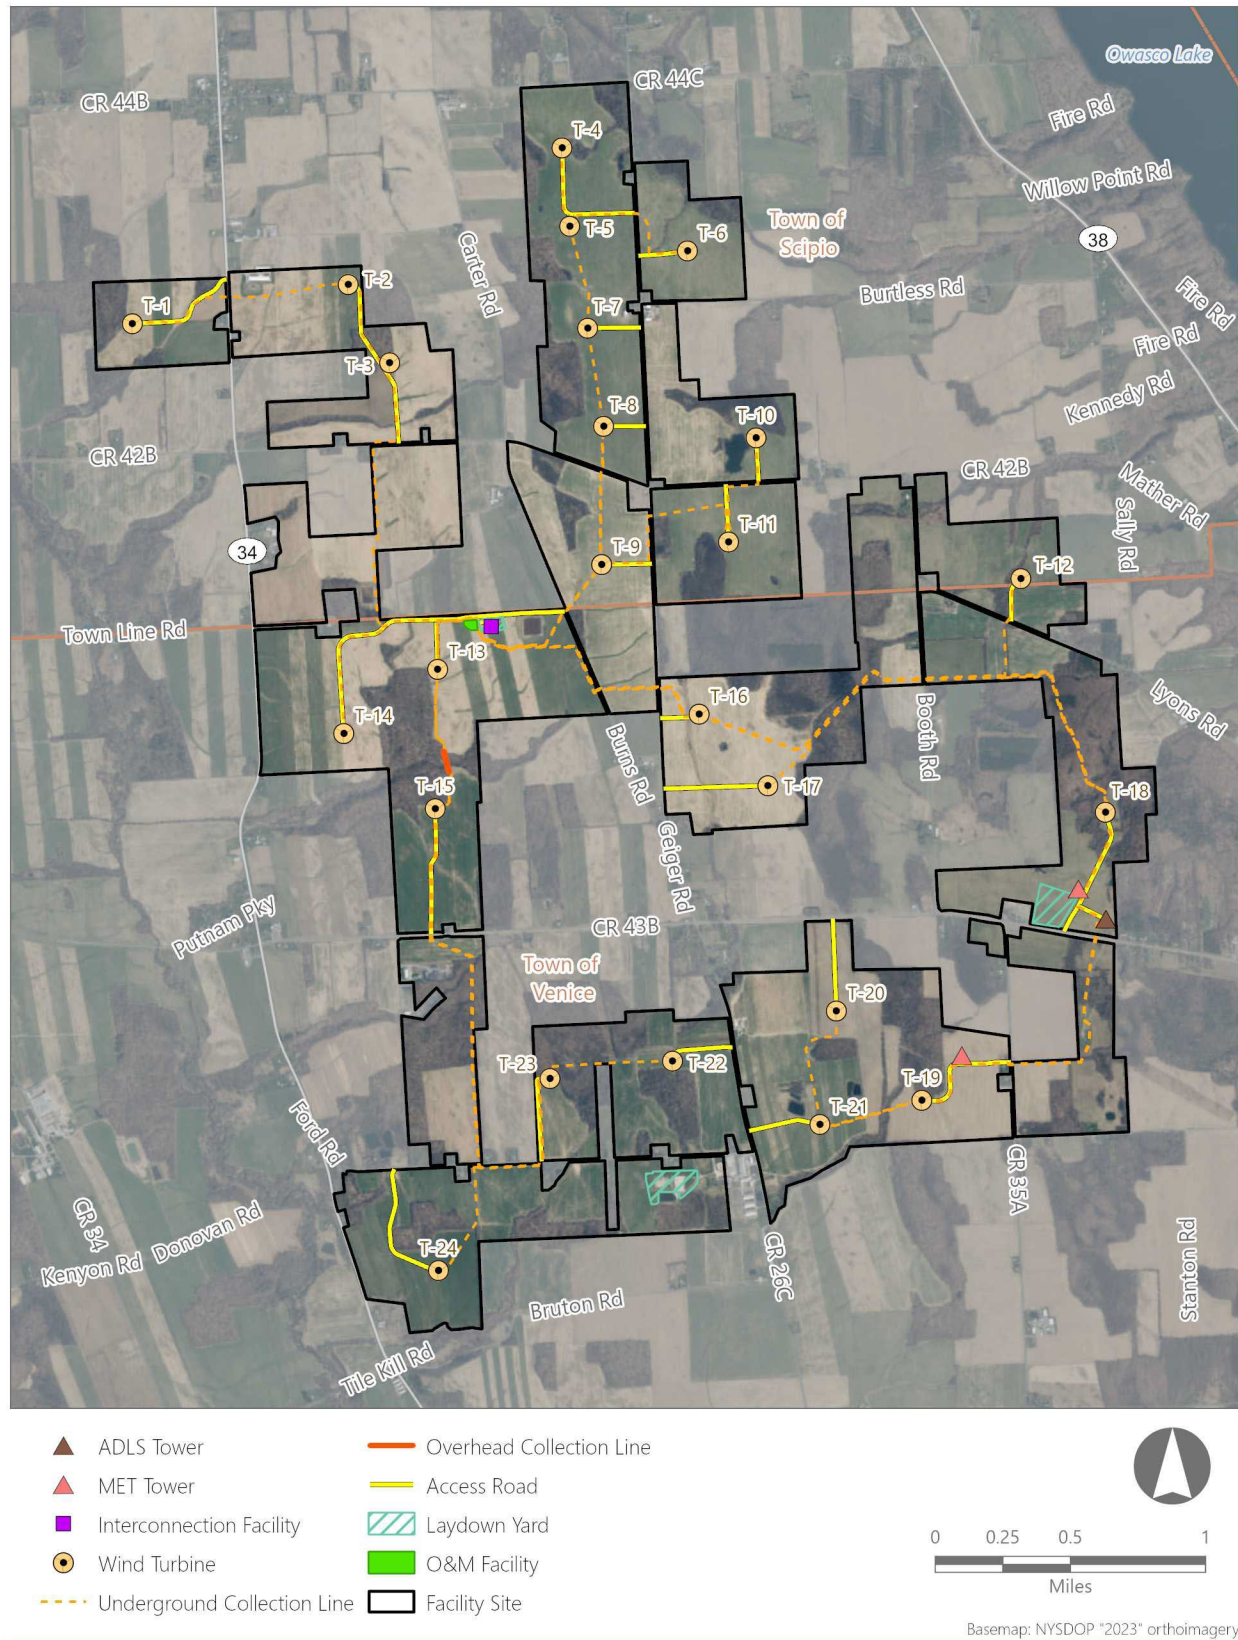 Owasco Lake
CR 44C
CR 44B
Fire Rd
T-4
Willow Point Rd
T-5
T-6
Town of
Scipio
38
Carter Rd
T-1
T-2
T-7
Burtless Rd
Fire Rd
Fire Rd
T-3
T-8
T-10
Kennedy Rd
CR 42B
CR 42B
Mather Rd
Sally Rd
34
T-9
T-11
T-12
Town Line Rd
T-13
T-14
T-16
Lyons Rd
Booth Rd
Burns Rd
T-15
T-17
T-18
Geiger Rd
Putnam Pky
CR 43B
Town of
Venice
T-20
T-23
T-22
T-19
T-21
Ford Rd
CR 35A
CR 34
Donovan Rd
Kenyon Rd
T-24
CR 26C
Stanton Rd
Bruton Rd
Tile Kill Rd
ADLS Tower
MET Tower
Interconnection Facility
Wind Turbine
Underground Collection Line
Overhead Collection Line
Access Road
Laydown Yard
O&M Facility
Facility Site
0 0.25 0.5 1
Miles
Basemap: NYSDOP "2023" orthoimagery